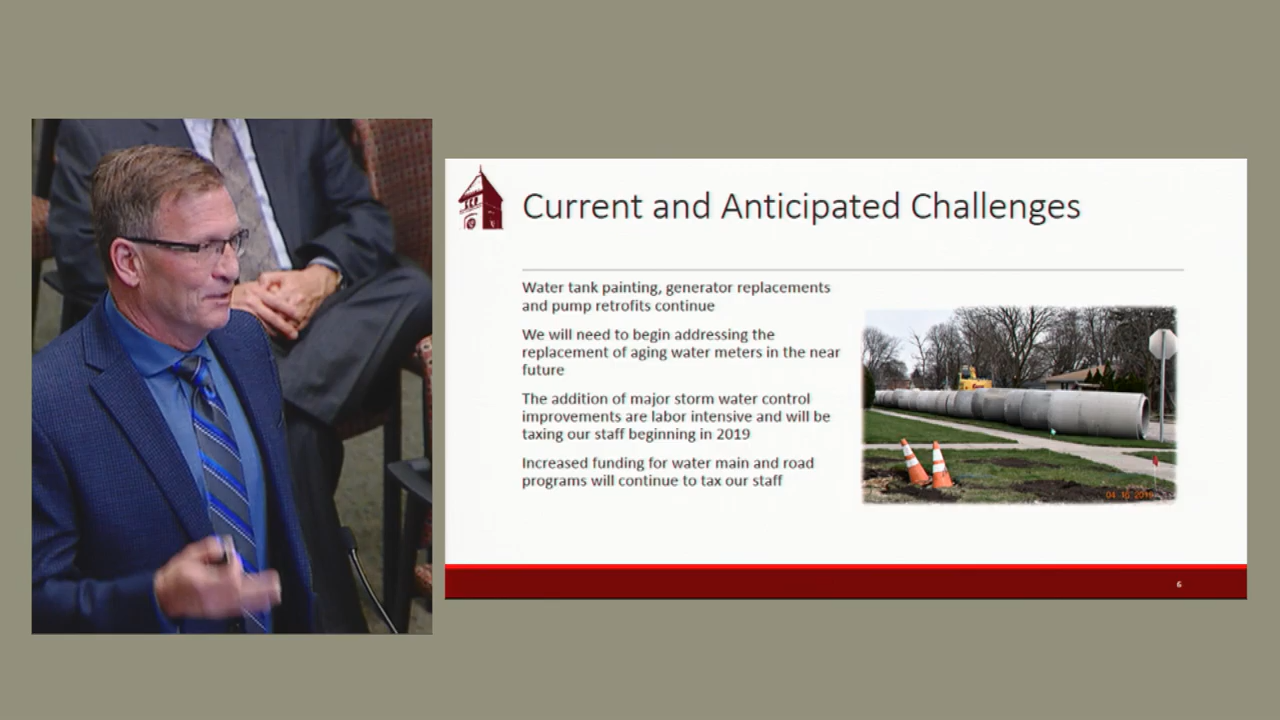 Current and Anticipated Challenges
Water tank painting, generator replacements
and pump retrofits continue
We will need to begin addressing the
replacement of aging water meters in the near
future
The addition of major storm water control
improvements are labor intensive and will be
taxing our staff beginning in 2019
Increased funding for water main and road
programs will continue to tax our staff
6